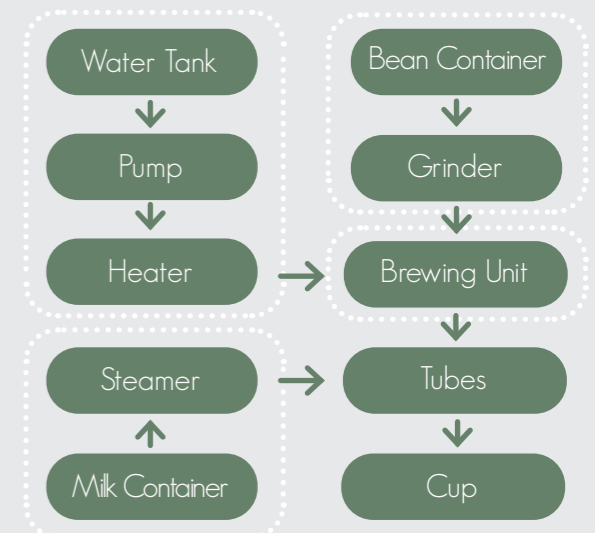 Water Tank
Bean Container
Pump
Grinder
Heater
Brewing Unit
Steamer
Tubes
Milk Container
Cup